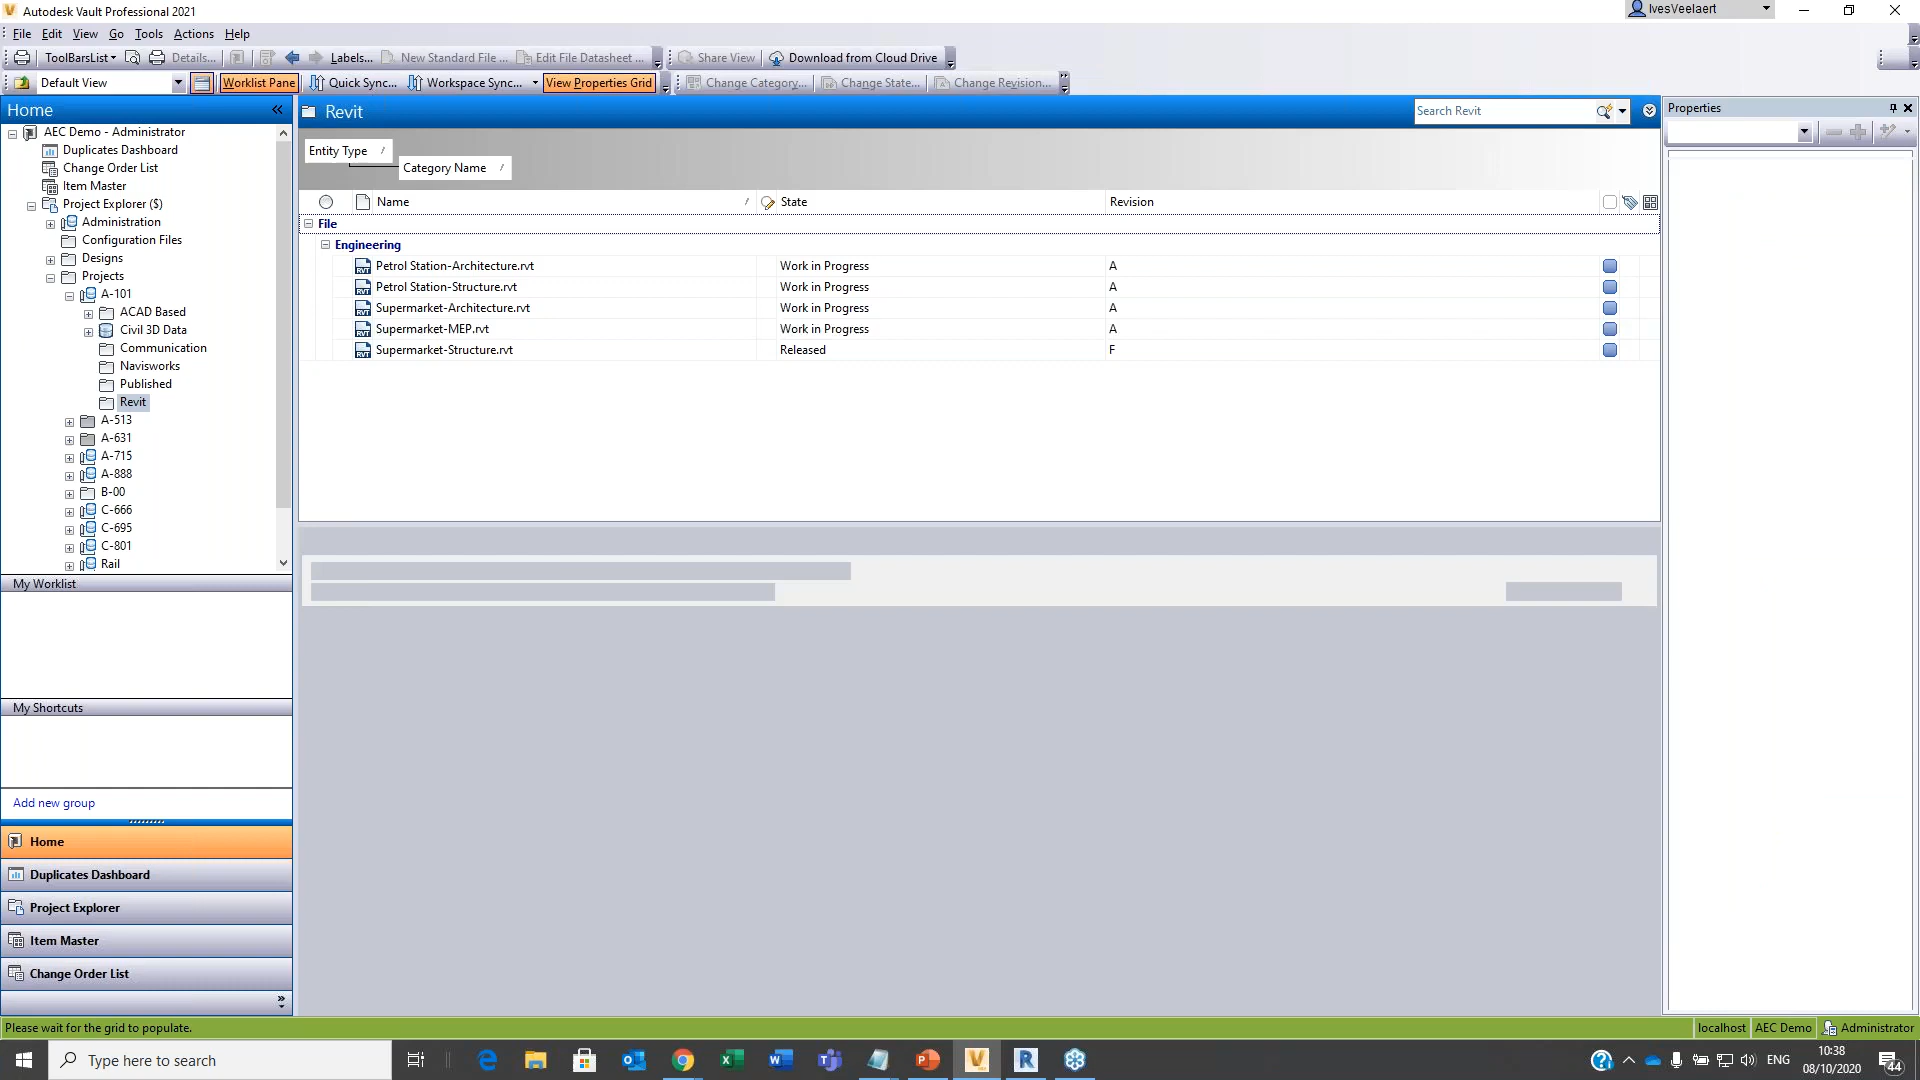 Autodesk Vault Professional 2021
IvesVeelaert
File Edit View Go Tools Actions Help
ToolBarsList Details... Labels... New Standard File ... Edit File Datasheet ... Share View Download from Cloud Drive
Default View Worklist Pane Quick Sync... Workspace Sync... View Properties Grid Change Category... Change State... Change Revision...
Home
Revit
Search Revit
Properties
AEC Demo - Administrator
Duplicates Dashboard
Change Order List
Item Master
Project Explorer ($)
Administration
Configuration Files
Designs
Projects
A-101
ACAD Based
Civil 3D Data
Communication
Navisworks
Published
Revit
A-513
A-631
A-715
A-888
B-00
C-666
C-695
C-801
Rail
Entity Type
Category Name
Name State Revision
File
Engineering
Petrol Station-Architecture.rvt Work in Progress A
Petrol Station-Structure.rvt Work in Progress A
Supermarket-Architecture.rvt Work in Progress A
Supermarket-MEP.rvt Work in Progress A
Supermarket-Structure.rvt Released F
My Worklist
My Shortcuts
Add new group
Home
Duplicates Dashboard
Project Explorer
Item Master
Change Order List
Please wait for the grid to populate.
localhost AEC Demo Administrator
Type here to search
ENG
10:38
08/10/2020
44